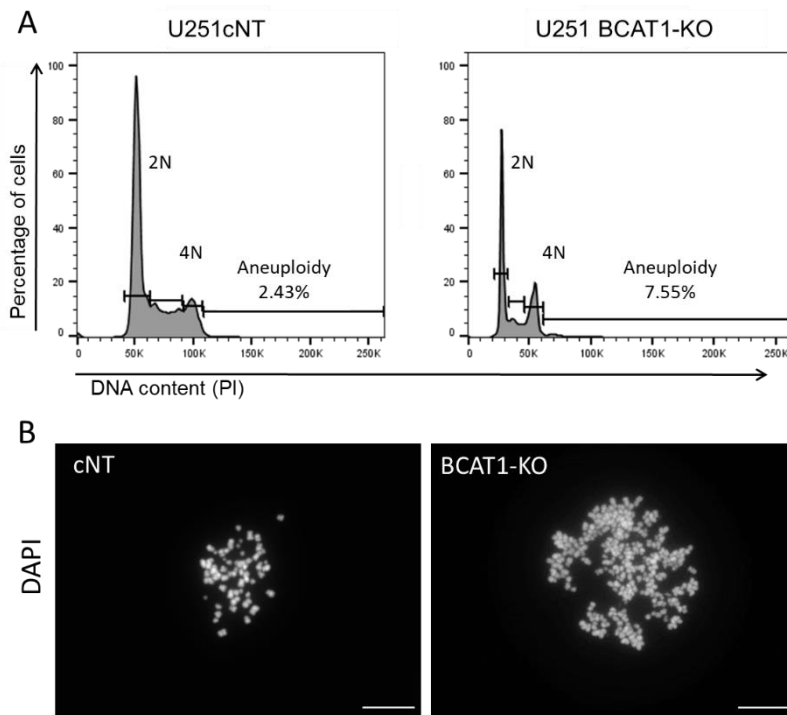 A
U251cNT
U251 BCAT1-KO
Percentage of cells
100
80
60
40
20
0
2N
4N
Aneuploidy
2.43%
0
50K
100K
150K
200K
250K
100
80
60
40
20
0
2N
4N
Aneuploidy
7.55%
0
50K
100K
150K
200K
250K
DNA content (PI)
B
DAPI
cNT
BCAT1-KO